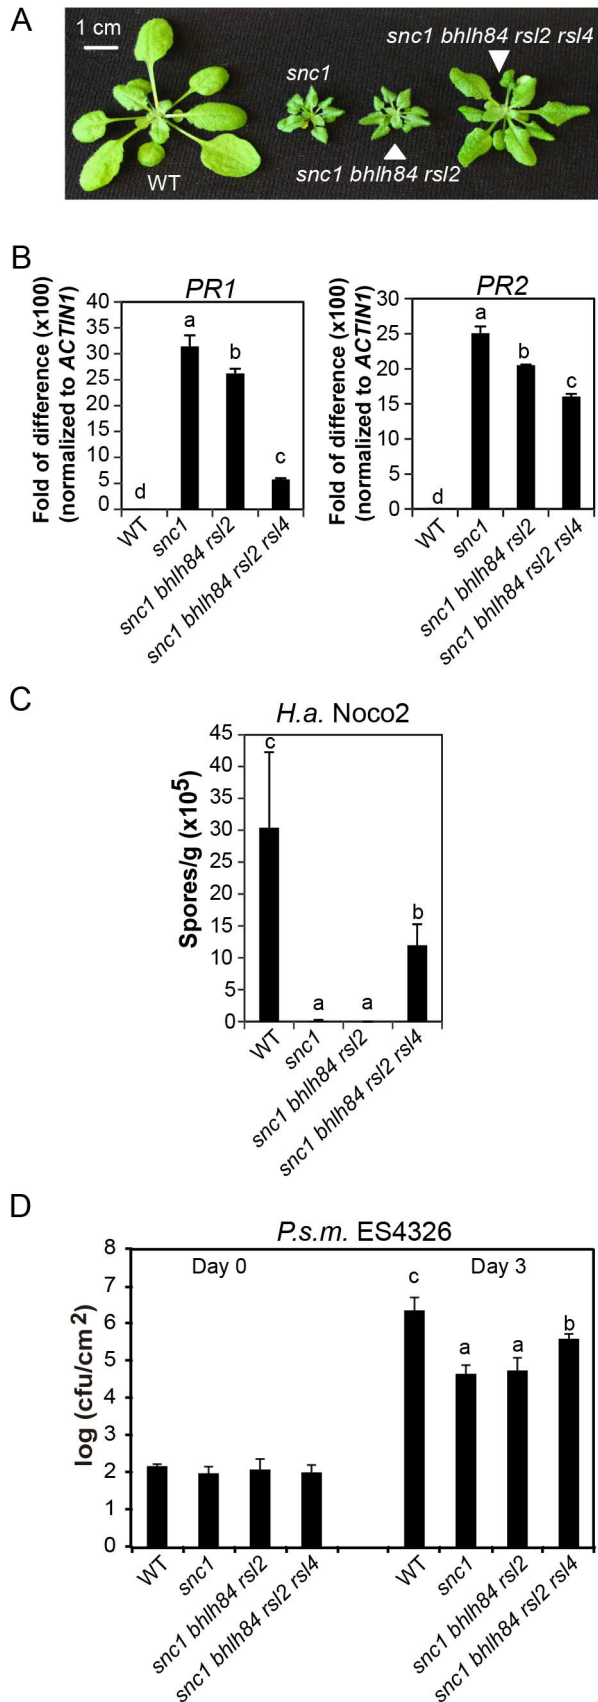 A
1 cm
snc1 bhlh84 rsl2 rsl4
snc1
WT
snc1 bhlh84 rsl2
B
PR1
Fold of difference (x100)
(normalized to ACTIN1)
40
35
30
25
20
15
10
5
0
d
a
b
c
WT
snc1
snc1 bhlh84 rsl2
snc1 bhlh84 rsl2 rsl4
PR2
Fold of difference (x100)
(normalized to ACTIN1)
30
25
20
15
10
5
0
d
a
b
c
WT
snc1
snc1 bhlh84 rsl2
snc1 bhlh84 rsl2 rsl4
C
H.a. Noco2
Spores/g (x10⁵)
45
40
35
30
25
20
15
10
5
0
c
a
a
b
WT
snc1
snc1 bhlh84 rsl2
snc1 bhlh84 rsl2 rsl4
D
P.s.m. ES4326
log (cfu/cm²)
8
7
6
5
4
3
2
1
0
Day 0
Day 3
c
a
a
b
WT
snc1
snc1 bhlh84 rsl2
snc1 bhlh84 rsl2 rsl4
WT
snc1
snc1 bhlh84 rsl2
snc1 bhlh84 rsl2 rsl4